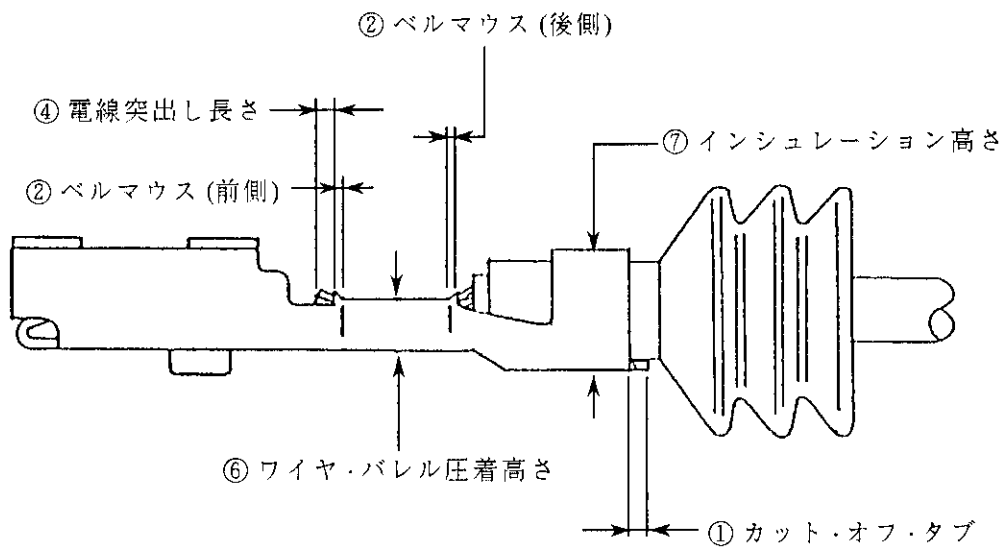 ② ベルマウス (後側)
④ 電線突出し長さ
⑦ インシュレーション高さ
② ベルマウス (前側)
⑥ ワイヤ・バレル圧着高さ
① カット・オフ・タブ